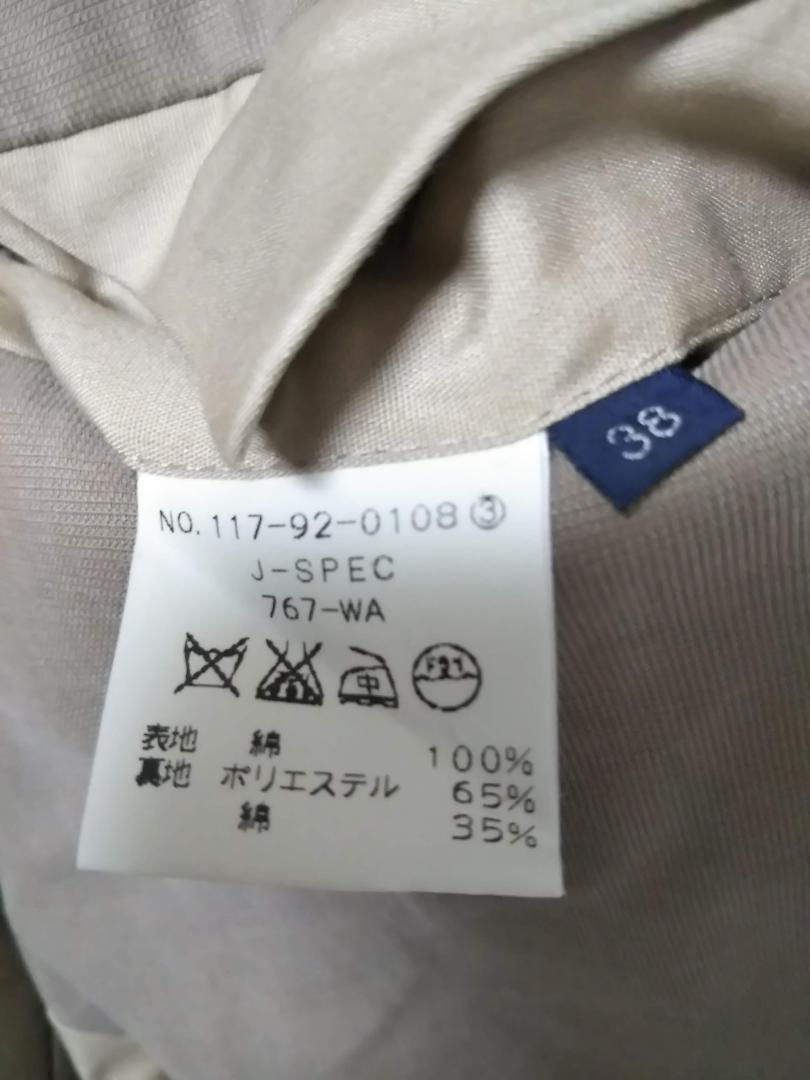 38
NO. 117-92-0108③
J-SPEC
767-WA
中
表地 綿 100%
裏地 ポリエステル 65%
綿 35%